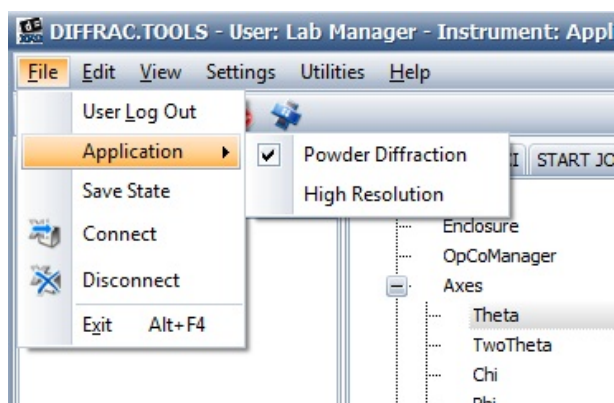 DIFFRAC.TOOLS - User: Lab Manager - Instrument: Appl
File Edit View Settings Utilities Help
User Log Out
Application
Powder Diffraction
High Resolution
Save State
Connect
Disconnect
Exit Alt+F4
START JO
Enclosure
OpCoManager
Axes
Theta
TwoTheta
Chi
Phi